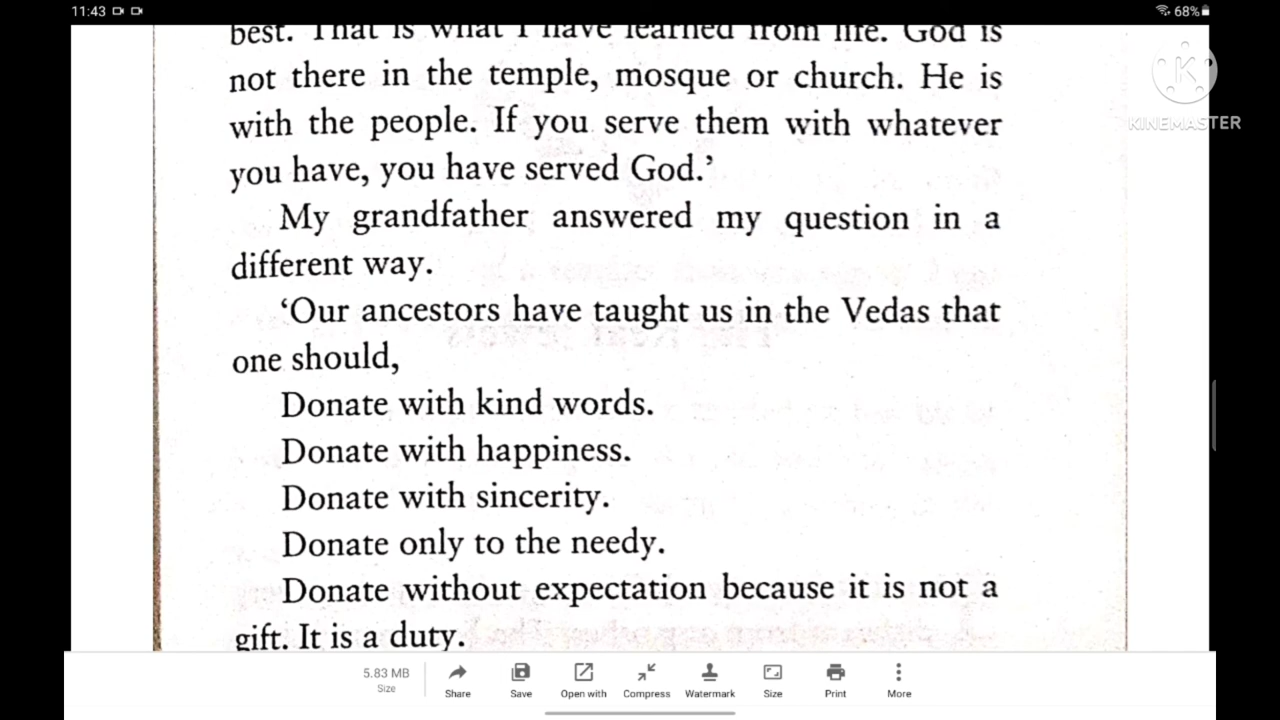 11:43
68%
best. That is what I have learned from life. God is
not there in the temple, mosque or church. He is
with the people. If you serve them with whatever
you have, you have served God.’
My grandfather answered my question in a
different way.
‘Our ancestors have taught us in the Vedas that
one should,
Donate with kind words.
Donate with happiness.
Donate with sincerity.
Donate only to the needy.
Donate without expectation because it is not a
gift. It is a duty.
KINEMASTER
5.83 MB
Size
Share
Save
Open with
Compress
Watermark
Size
Print
More